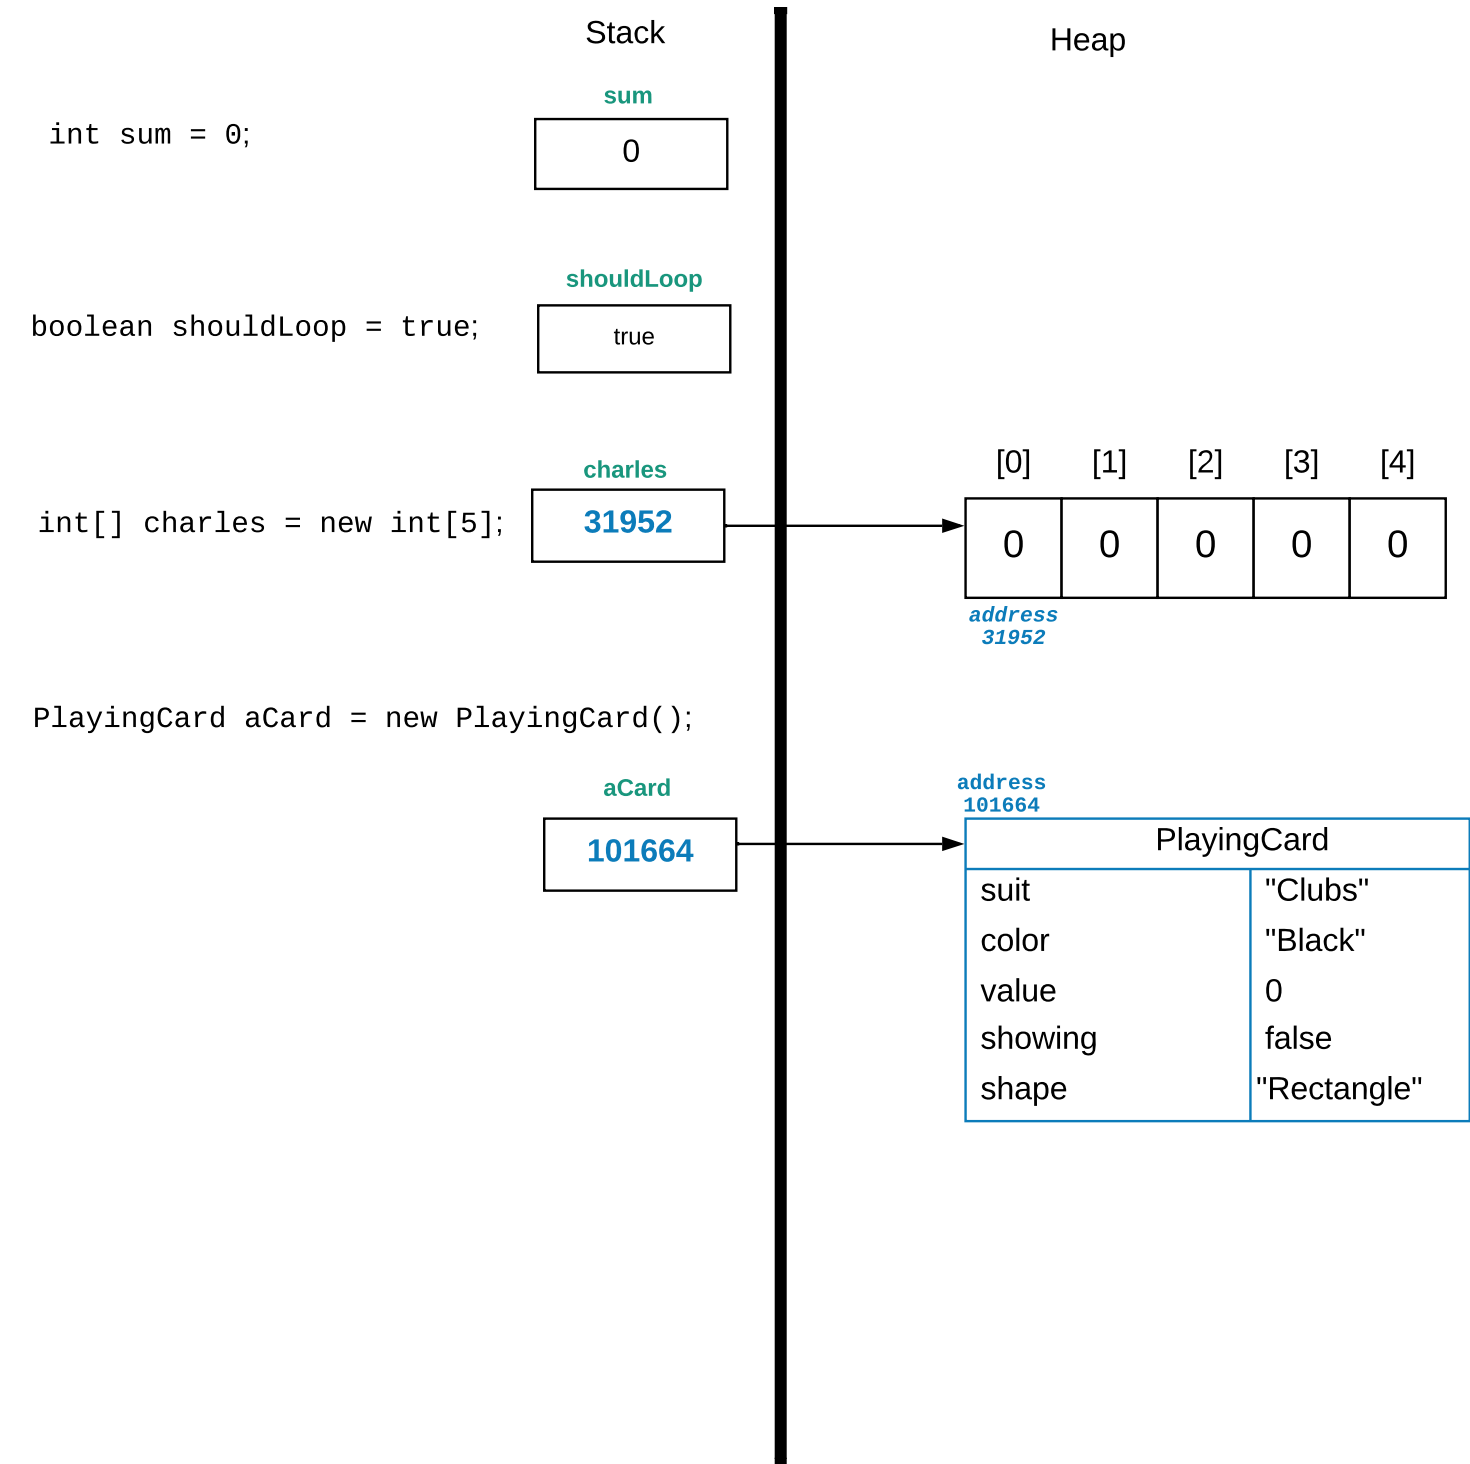 Stack
Heap
sum
int sum = 0;
0
shouldLoop
boolean shouldLoop = true;
true
charles
[0] [1] [2] [3] [4]
int[] charles = new int[5];
31952
0 0 0 0 0
address
31952
PlayingCard aCard = new PlayingCard();
aCard
101664
address
101664
PlayingCard
suit "Clubs"
color "Black"
value 0
showing false
shape "Rectangle"